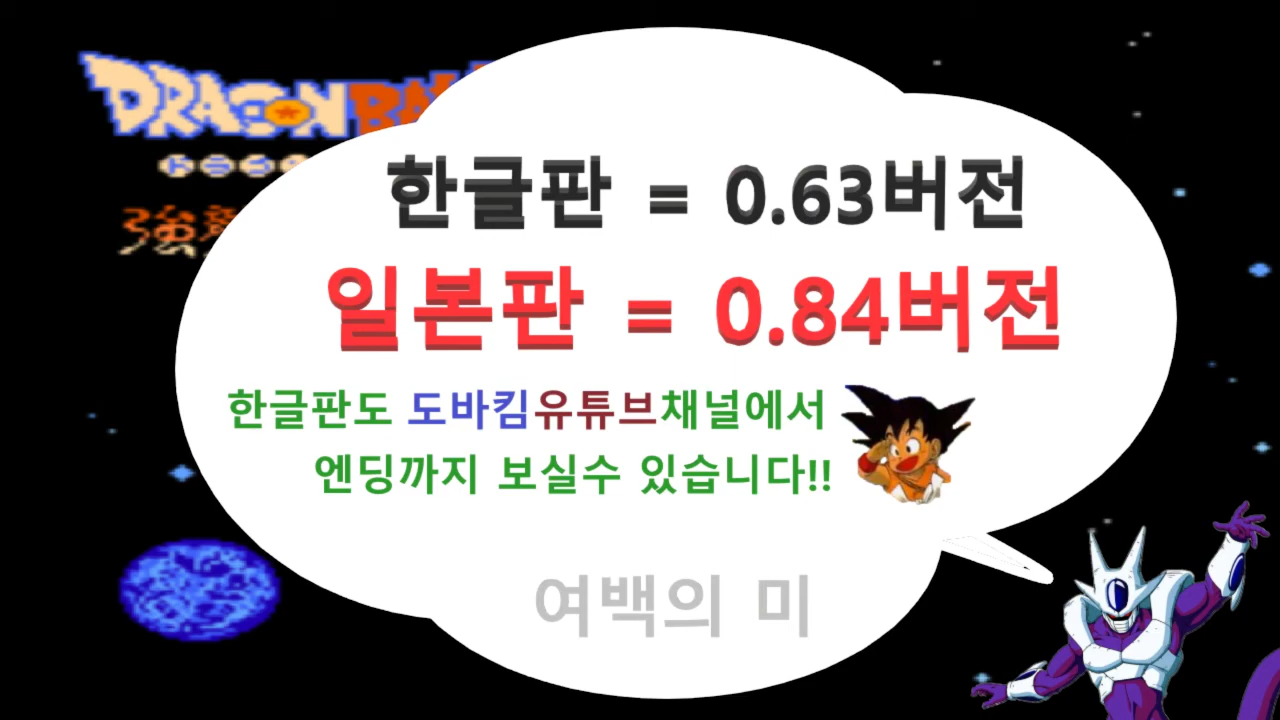 DRAGON
強
한글판 = 0.63버전
일본판 = 0.84버전
한글판도 도바킴유튜브채널에서
엔딩까지 보실수 있습니다!!
여백의 미